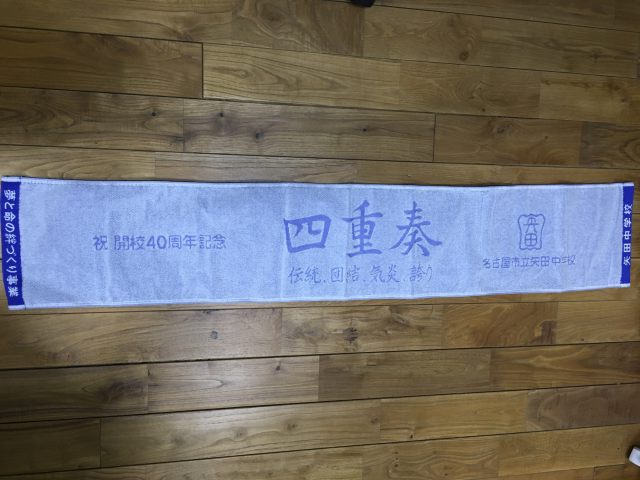 夢と命の絆づくり事業
祝 開校40周年記念
四重奏
伝統、団結、気炎、誇り
矢田
名古屋市立矢田中学校
矢田中学校